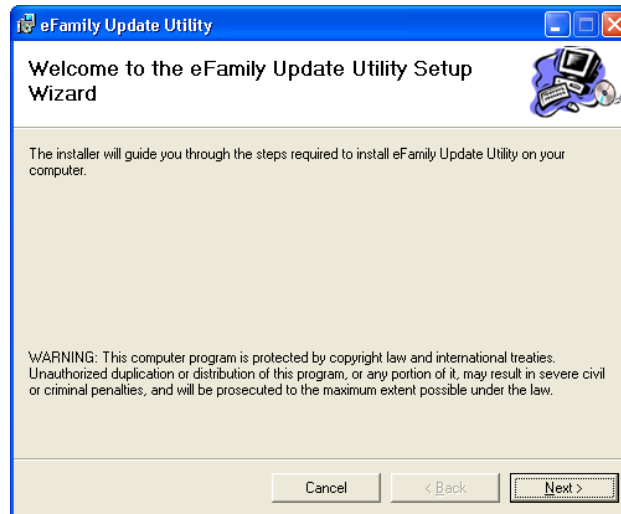 eFamily Update Utility
Welcome to the eFamily Update Utility Setup
Wizard
The installer will guide you through the steps required to install eFamily Update Utility on your
computer.
WARNING: This computer program is protected by copyright law and international treaties.
Unauthorized duplication or distribution of this program, or any portion of it, may result in severe civil
or criminal penalties, and will be prosecuted to the maximum extent possible under the law.
Cancel < Back Next >